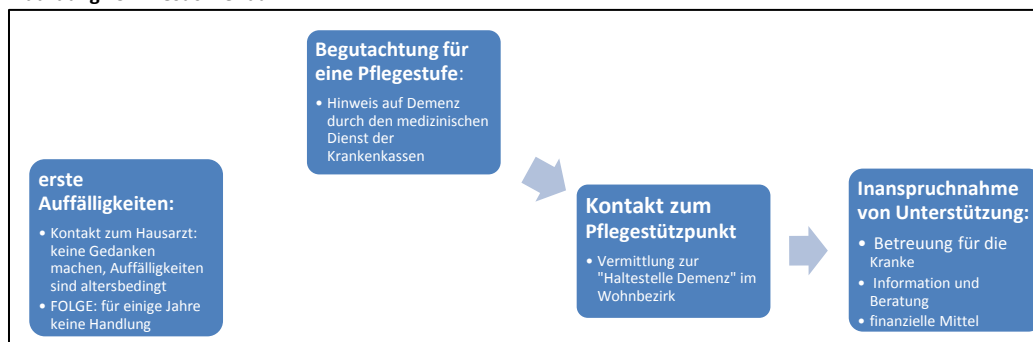 erste
Auffälligkeiten:
• Kontakt zum Hausarzt:
keine Gedanken
machen, Auffälligkeiten
sind altersbedingt
• FOLGE: für einige Jahre
keine Handlung
Begutachtung für
eine Pflegestufe:
• Hinweis auf Demenz
durch den medizinischen
Dienst der
Krankenkassen
Kontakt zum
Pflegestützpunkt
• Vermittlung zur
"Haltestelle Demenz" im
Wohnbezirk
Inanspruchnahme
von Unterstützung:
• Betreuung für die
Kranke
• Information und
Beratung
• finanzielle Mittel